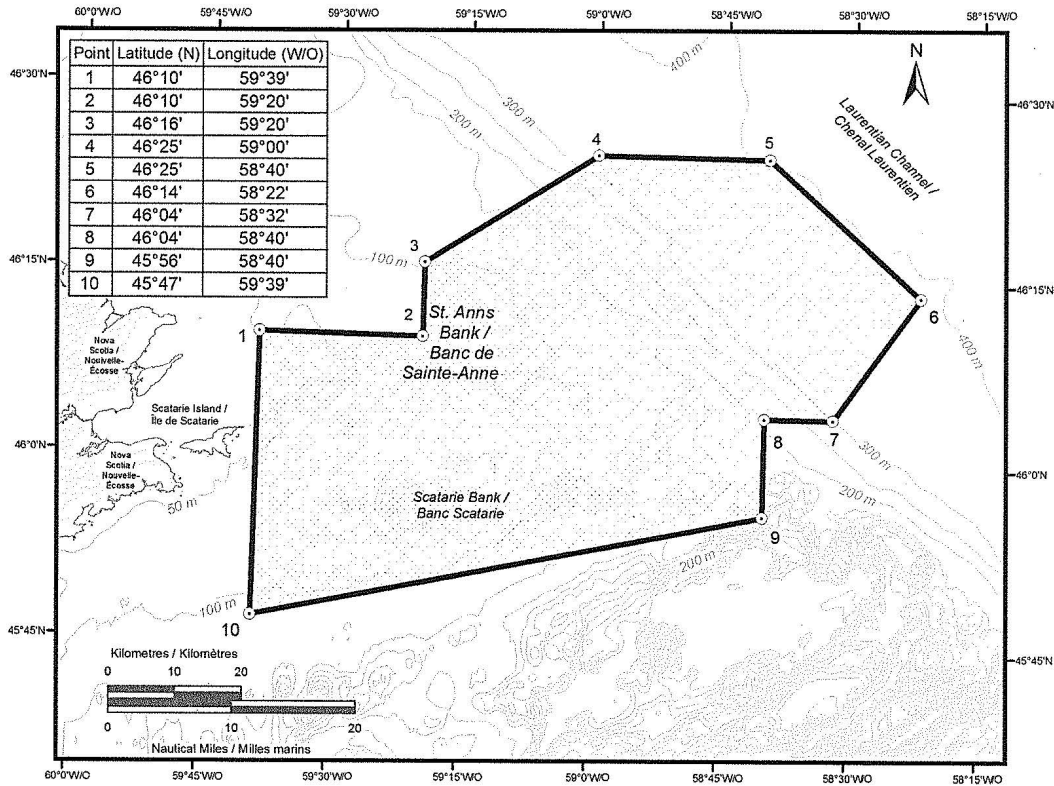 60°0'W/O 59°45'W/O 59°30'W/O 59°15'W/O 59°0'W/O 58°45'W/O 58°30'W/O 58°15'W/O
Point Latitude (N) Longitude (W/O)
1 46°10' 59°39'
2 46°10' 59°20'
3 46°16' 59°20'
4 46°25' 59°00'
5 46°25' 58°40'
6 46°14' 58°22'
7 46°04' 58°32'
8 46°04' 58°40'
9 45°56' 58°40'
10 45°47' 59°39'
46°30'N
46°15'N
46°0'N
45°45'N
46°30'N
46°15'N
46°0'N
45°45'N
N
400 m
300 m
200 m
Laurentian Channel /
Chenal Laurentien
4
5
3
100 m
2
1
6
400 m
St. Anns
Bank /
Banc de
Sainte-Anne
Nova
Scotia /
Nouvelle-
Écosse
Scatarie Island /
Île de Scatarie
Nova
Scotia /
Nouvelle-
Écosse
50 m
8
7
300 m
200 m
Scatarie Bank /
Banc Scatarie
9
200 m
100 m
10
Kilometres / Kilomètres
0 10 20
0 10 20
Nautical Miles / Milles marins
60°0'W/O 59°45'W/O 59°30'W/O 59°15'W/O 59°0'W/O 58°45'W/O 58°30'W/O 58°15'W/O